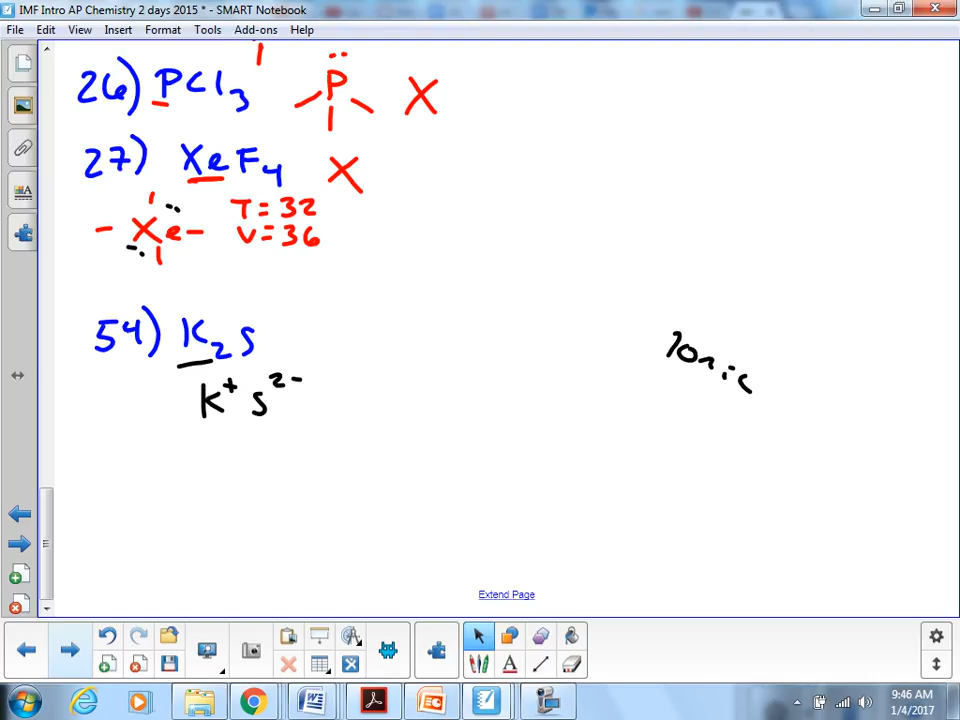 IMF Intro AP Chemistry 2 days 2015 * - SMART Notebook
File Edit View Insert Format Tools Add-ons Help
26) PCl3 P X
27) XeF4 X
Xe T = 32
V = 36
54) K2S
Ionic
K+ S2-
Extend Page
9:46 AM
1/4/2017